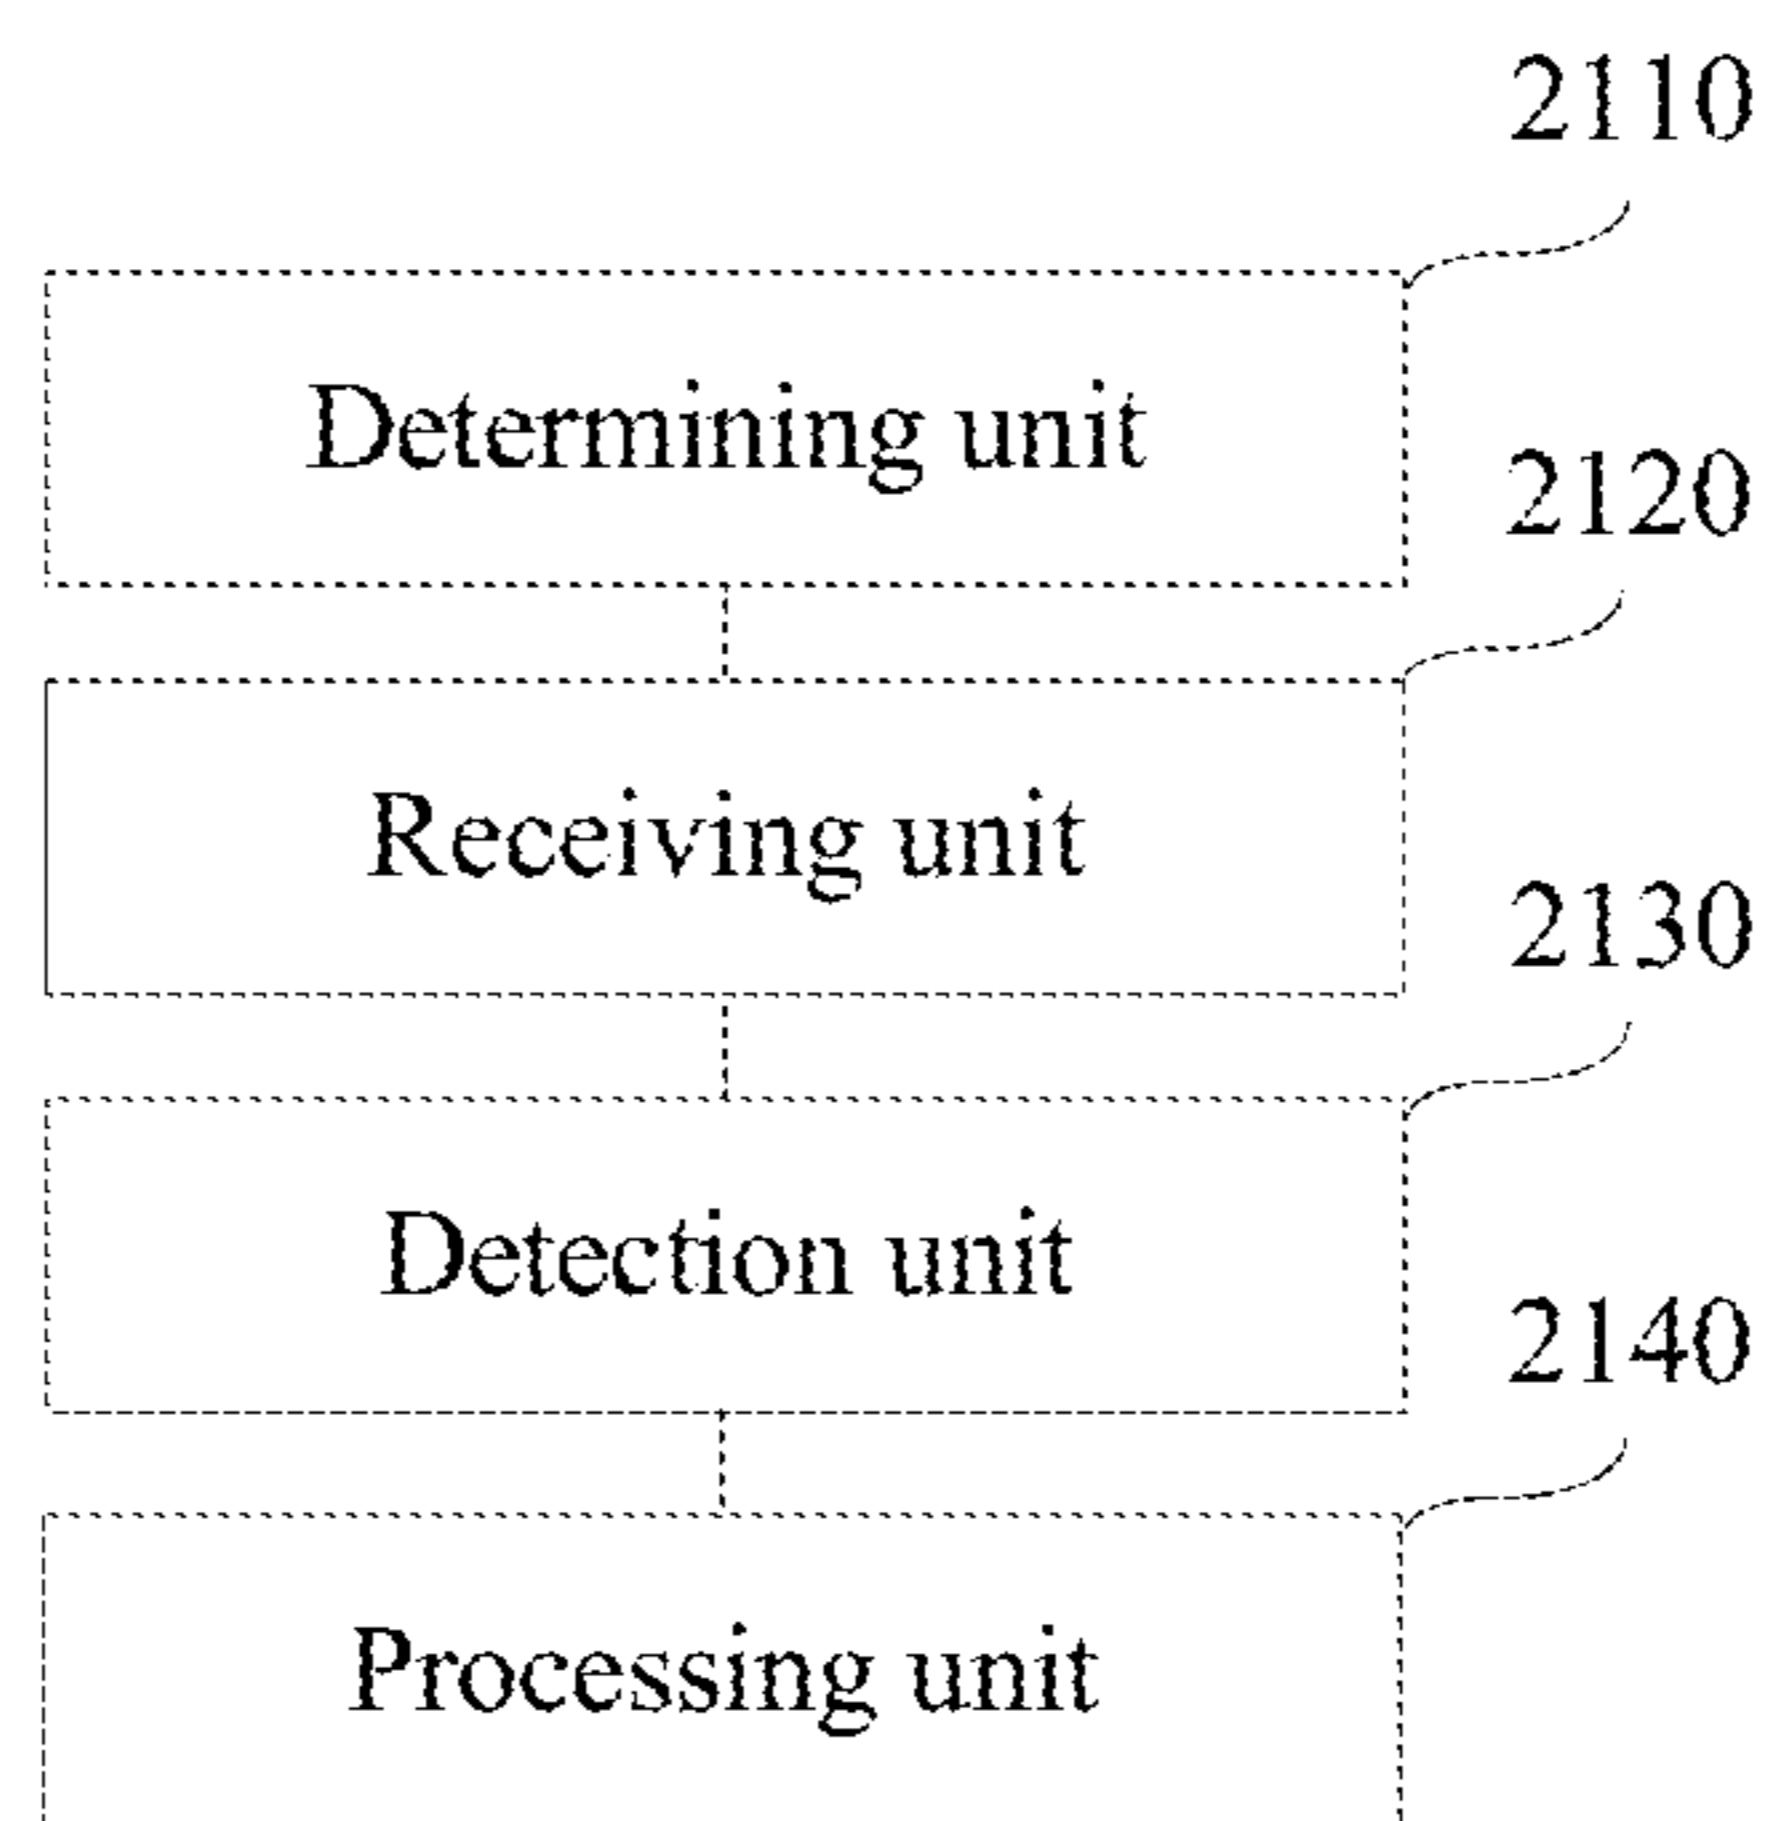 2110
Determining unit
2120
Receiving unit
2130
Detection unit
2140
Processing unit